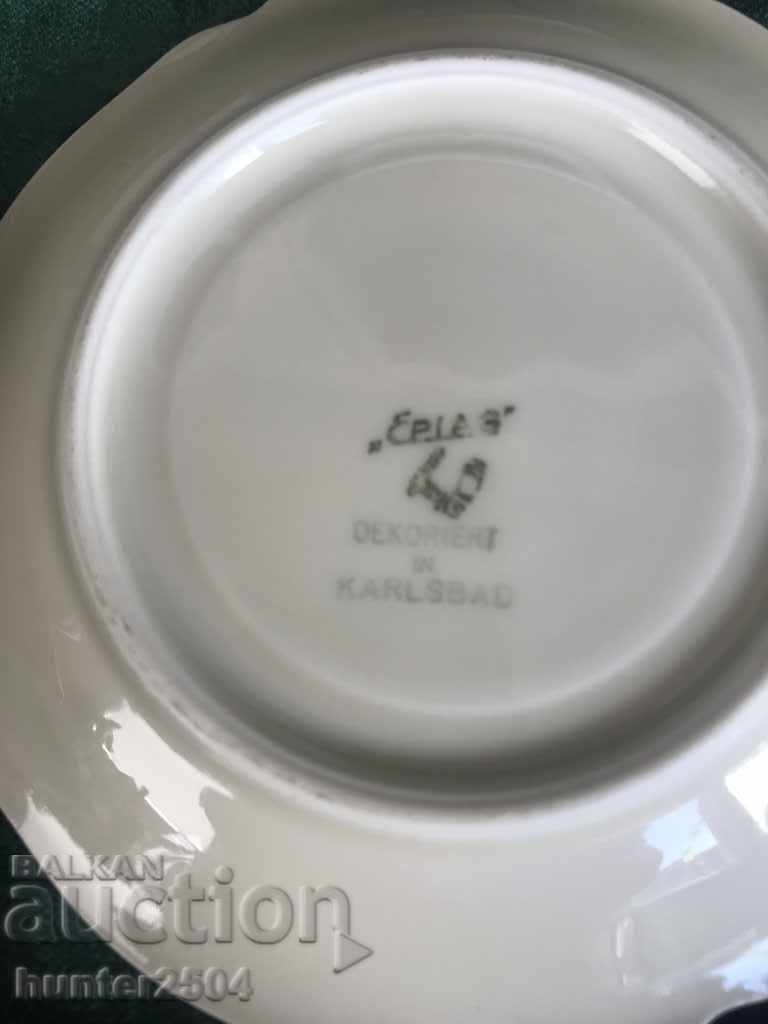 „EPIAG"
DEKORIERT
IN
KARLSBAD
BALKAN
auction
hunter2504